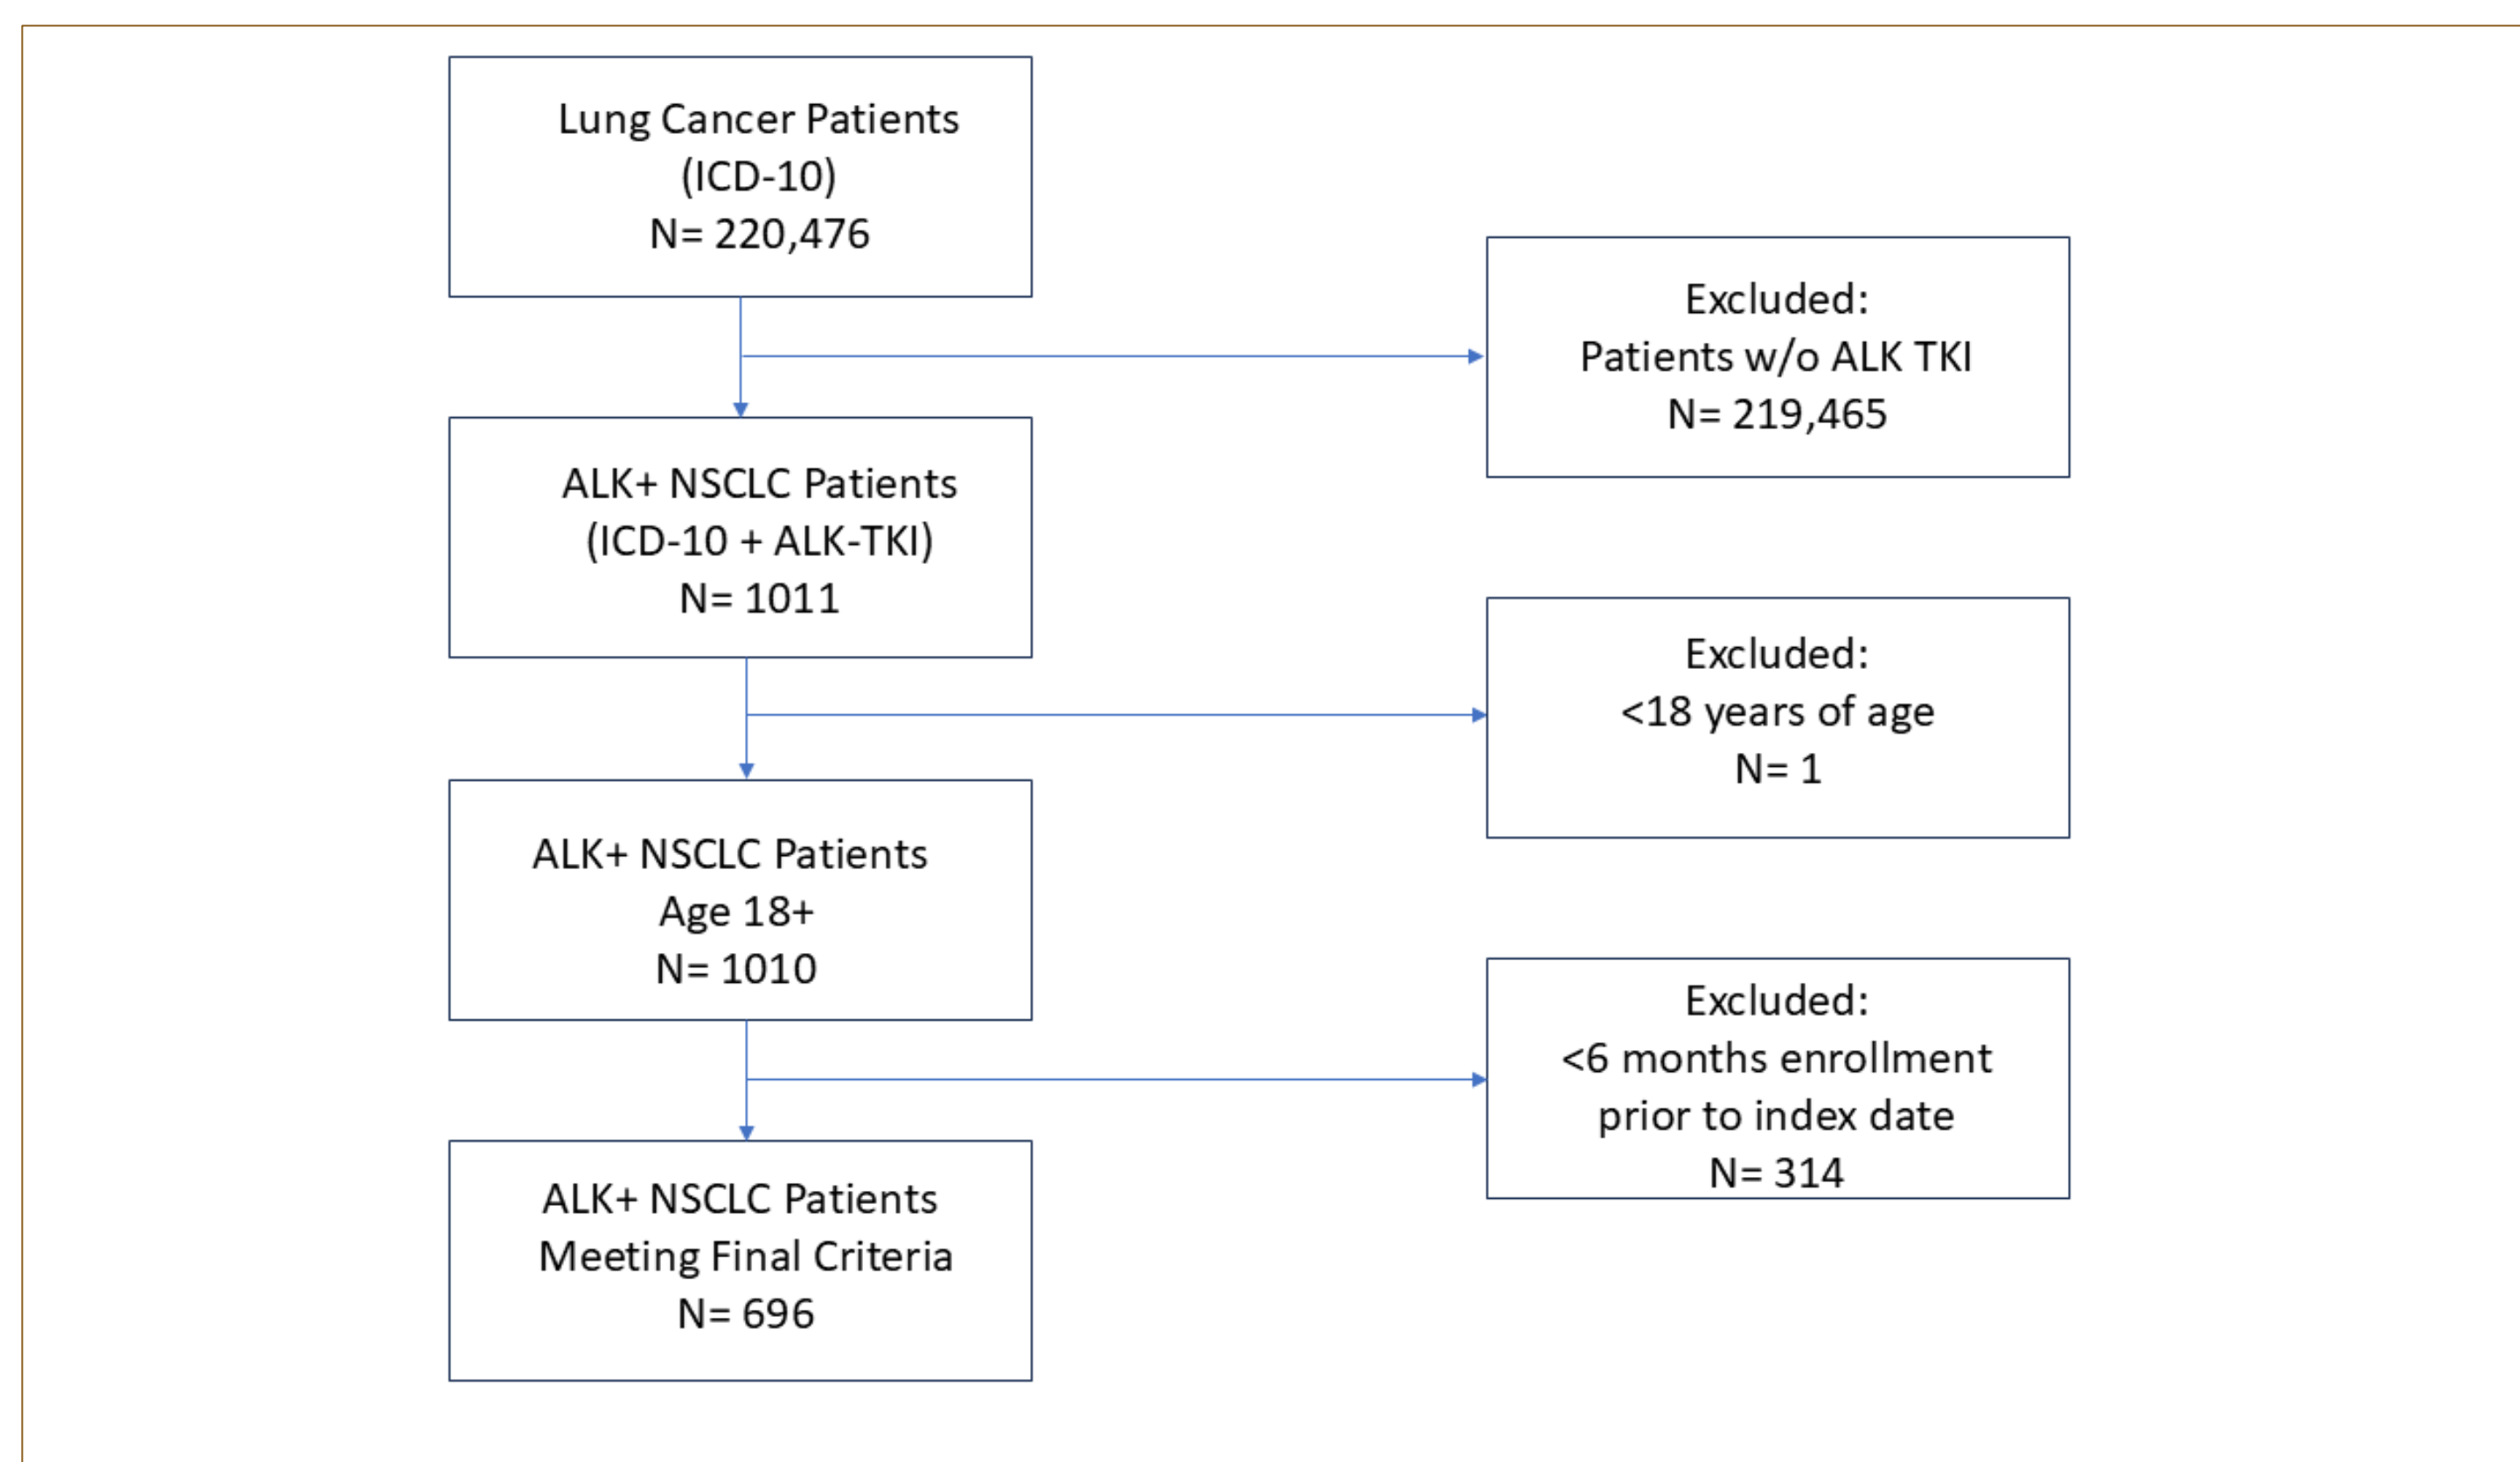 Lung Cancer Patients
(ICD-10)
N= 220,476
Excluded:
Patients w/o ALK TKI
N= 219,465
ALK+ NSCLC Patients
(ICD-10 + ALK-TKI)
N= 1011
Excluded:
<18 years of age
N= 1
ALK+ NSCLC Patients
Age 18+
N= 1010
Excluded:
<6 months enrollment
prior to index date
N= 314
ALK+ NSCLC Patients
Meeting Final Criteria
N= 696